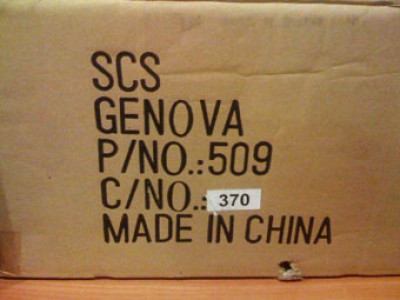 SCS
GENOVA
P/NO.:509
C/NO.: 370
MADE IN CHINA